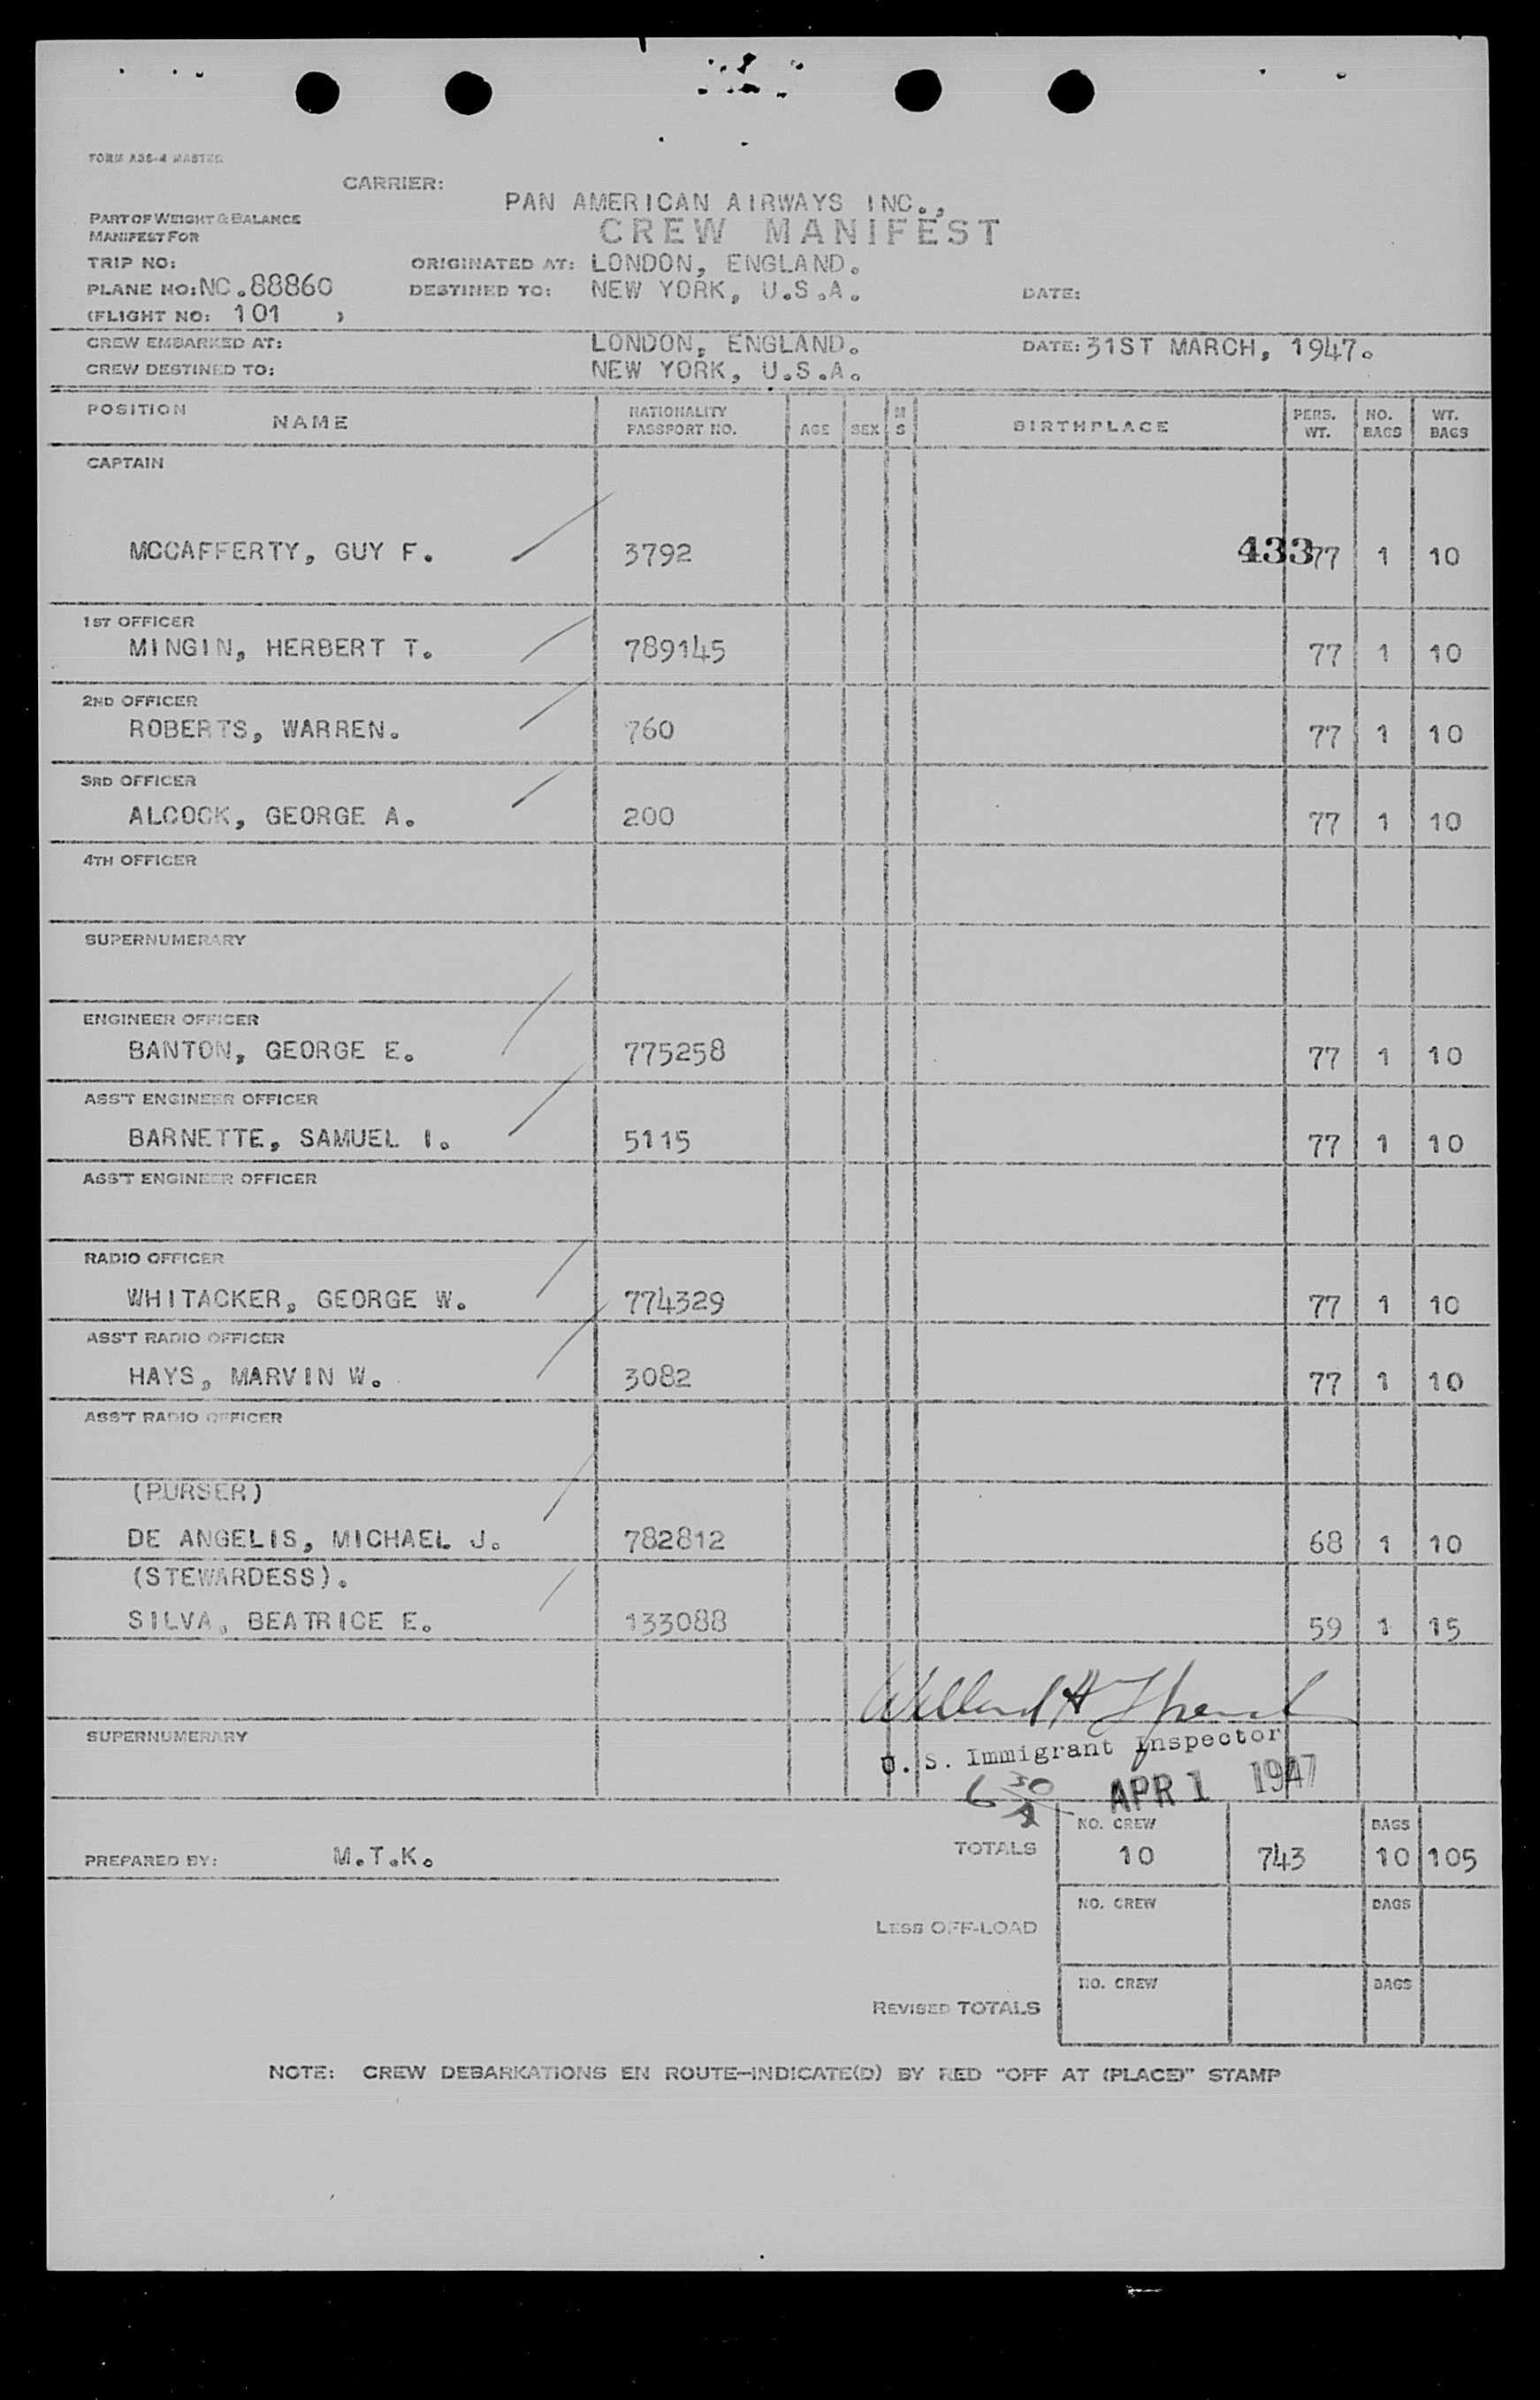 FORM A36-4 MASTER
CARRIER:
PAN AMERICAN AIRWAYS INC.,
PART OF WEIGHT & BALANCE
MANIFEST FOR
CREW MANIFEST
TRIP NO:
ORIGINATED AT: LONDON, ENGLAND.
PLANE NO: NC.88860
DESTINED TO: NEW YORK, U.S.A.
DATE:
(FLIGHT NO: 101 )
CREW EMBARKED AT: LONDON, ENGLAND.
DATE: 31ST MARCH, 1947.
CREW DESTINED TO: NEW YORK, U.S.A.
POSITION NAME NATIONALITY PASSPORT NO. AGE SEX M S BIRTHPLACE PERS. WT. NO. BAGS WT. BAGS
CAPTAIN
MCCAFFERTY, GUY F. 3792 433 77 1 10
1ST OFFICER
MINGIN, HERBERT T. 789145 77 1 10
2ND OFFICER
ROBERTS, WARREN. 760 77 1 10
3RD OFFICER
ALCOCK, GEORGE A. 200 77 1 10
4TH OFFICER
SUPERNUMERARY
ENGINEER OFFICER
BANTON, GEORGE E. 775258 77 1 10
ASS'T ENGINEER OFFICER
BARNETTE, SAMUEL I. 5115 77 1 10
ASS'T ENGINEER OFFICER
RADIO OFFICER
WHITACKER, GEORGE W. 774329 77 1 10
ASS'T RADIO OFFICER
HAYS, MARVIN W. 3082 77 1 10
ASS'T RADIO OFFICER
(PURSER)
DE ANGELIS, MICHAEL J. 782812 68 1 10
(STEWARDESS).
SILVA, BEATRICE E. 133088 59 1 15
SUPERNUMERARY
U. S. Immigrant Inspector
6 30 A
APR 1 1947
NO. CREW BAGS
TOTALS 10 743 10 105
PREPARED BY: M.T.K.
NO. CREW BAGS
LESS OFF-LOAD
NO. CREW BAGS
REVISED TOTALS
NOTE: CREW DEBARKATIONS EN ROUTE—INDICATE(D) BY RED "OFF AT (PLACE)" STAMP